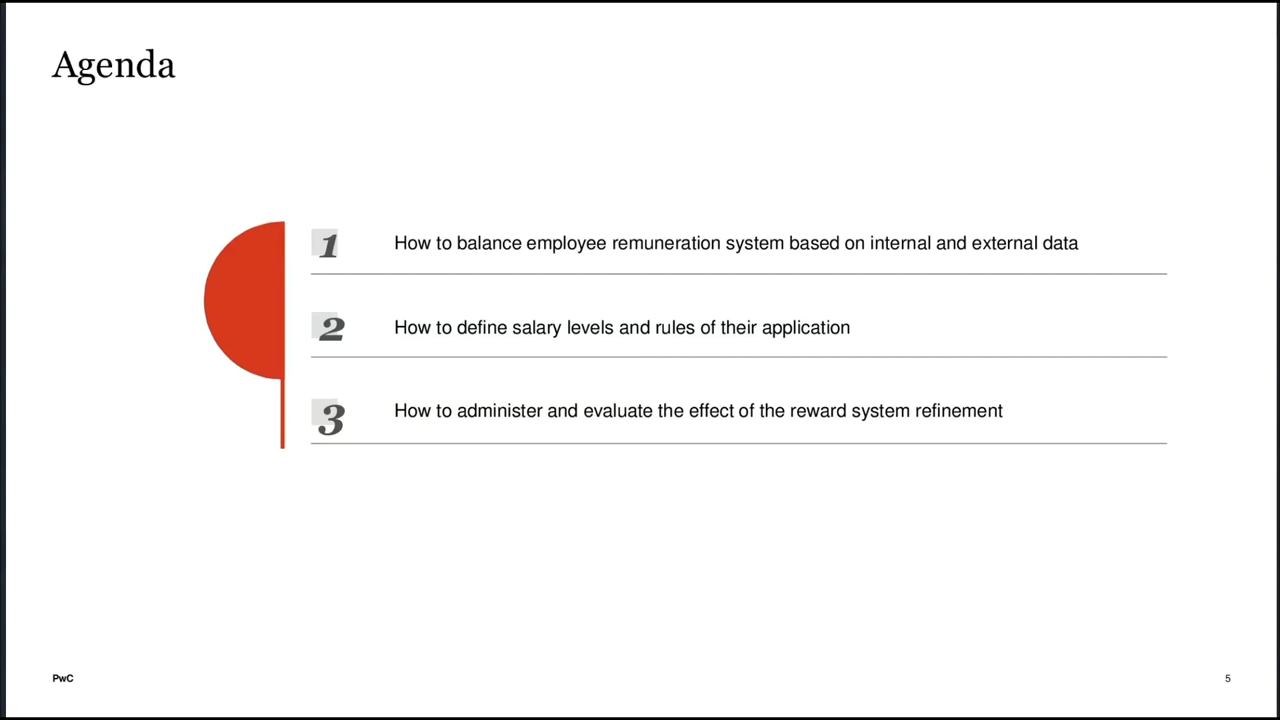 Agenda
1 How to balance employee remuneration system based on internal and external data
2 How to define salary levels and rules of their application
3 How to administer and evaluate the effect of the reward system refinement
PwC
5